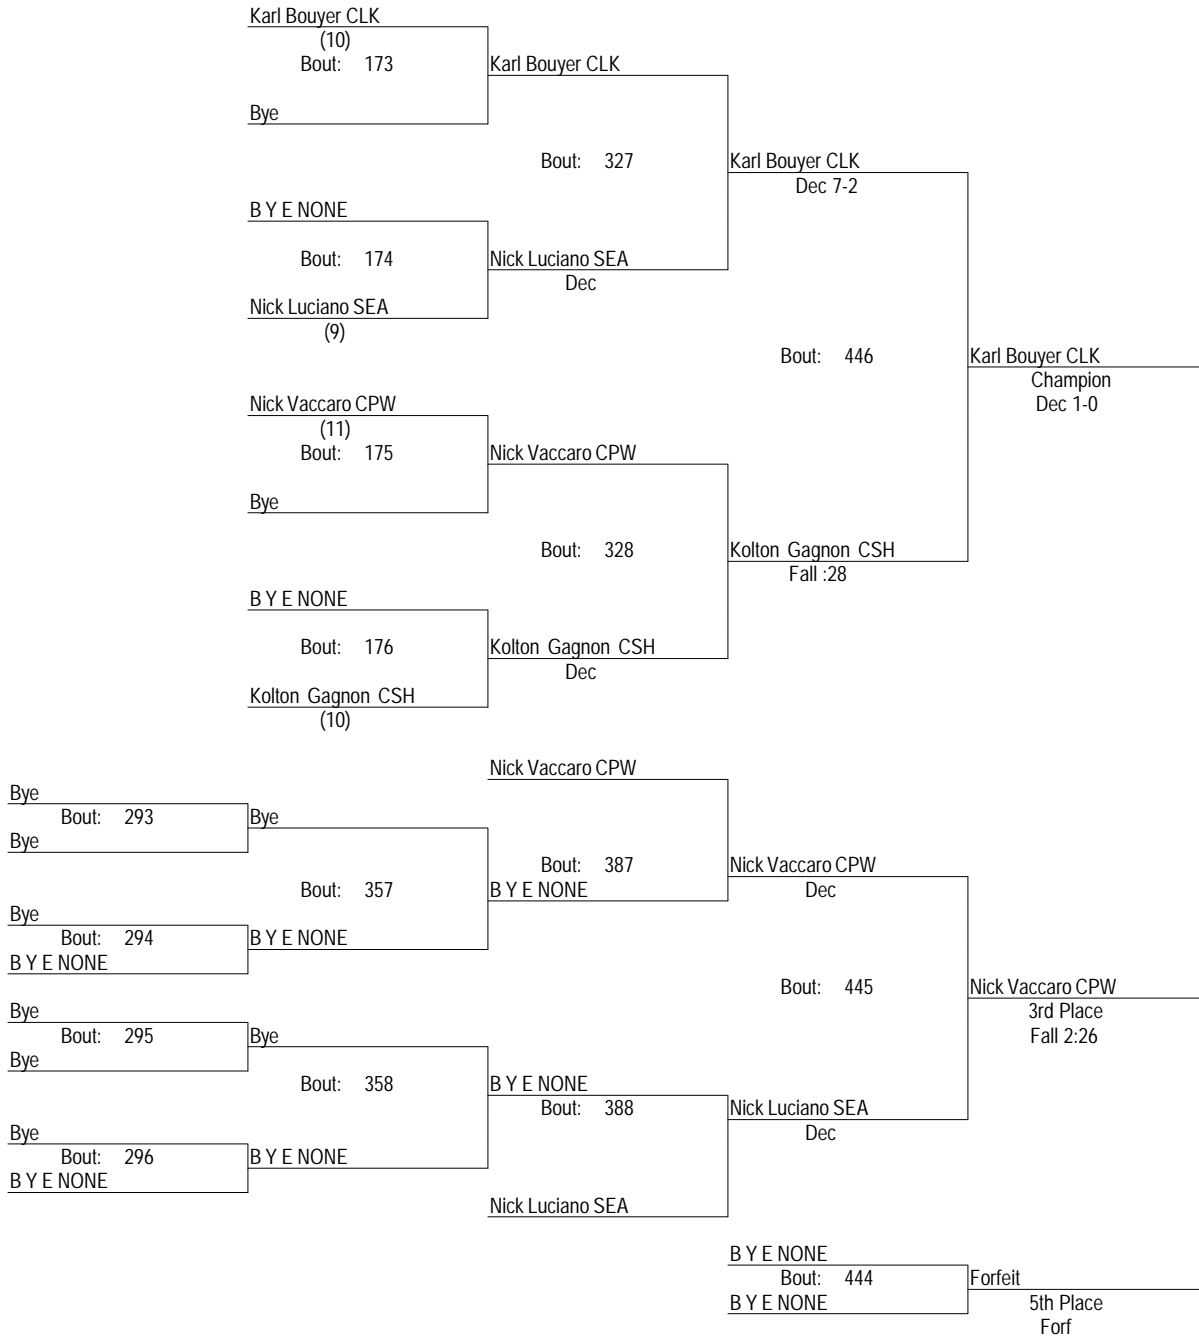 Karl Bouyer CLK
(10)
Bout: 173
Karl Bouyer CLK
Bye
Bout: 327
Karl Bouyer CLK
Dec 7-2
B Y E NONE
Bout: 174
Nick Luciano SEA
Dec
Nick Luciano SEA
(9)
Bout: 446
Karl Bouyer CLK
Champion
Dec 1-0
Nick Vaccaro CPW
(11)
Bout: 175
Nick Vaccaro CPW
Bye
Bout: 328
Kolton Gagnon CSH
Fall :28
B Y E NONE
Bout: 176
Kolton Gagnon CSH
Dec
Kolton Gagnon CSH
(10)
Nick Vaccaro CPW
Bye
Bout: 293
Bye
Bye
Bout: 387
Nick Vaccaro CPW
Dec
Bout: 357
B Y E NONE
Bye
Bout: 294
B Y E NONE
B Y E NONE
Bout: 445
Nick Vaccaro CPW
3rd Place
Fall 2:26
Bye
Bout: 295
Bye
Bye
Bout: 358
B Y E NONE
Bout: 388
Nick Luciano SEA
Dec
Bye
Bout: 296
B Y E NONE
B Y E NONE
Nick Luciano SEA
B Y E NONE
Bout: 444
Forfeit
B Y E NONE
5th Place
Forf